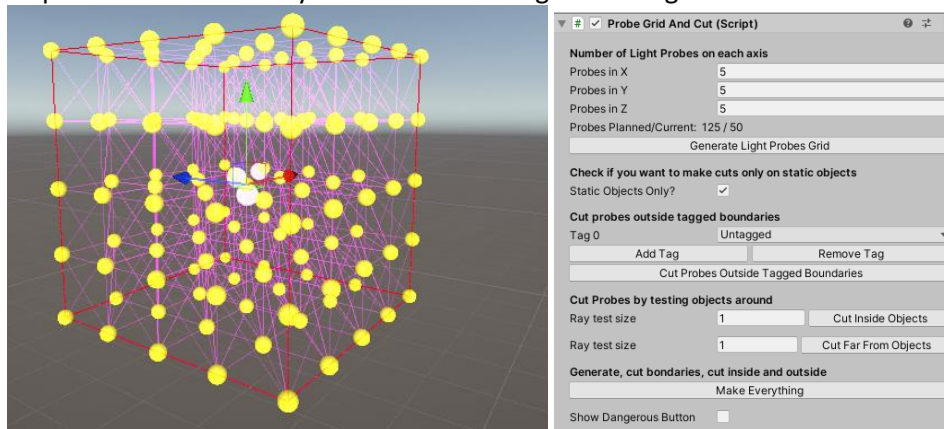 Probe Grid And Cut (Script)
Number of Light Probes on each axis
Probes in X 5
Probes in Y 5
Probes in Z 5
Probes Planned/Current: 125 / 50
Generate Light Probes Grid
Check if you want to make cuts only on static objects
Static Objects Only?
Cut probes outside tagged boundaries
Tag 0 Untagged
Add Tag Remove Tag
Cut Probes Outside Tagged Boundaries
Cut Probes by testing objects around
Ray test size 1 Cut Inside Objects
Ray test size 1 Cut Far From Objects
Generate, cut bondaries, cut inside and outside
Make Everything
Show Dangerous Button